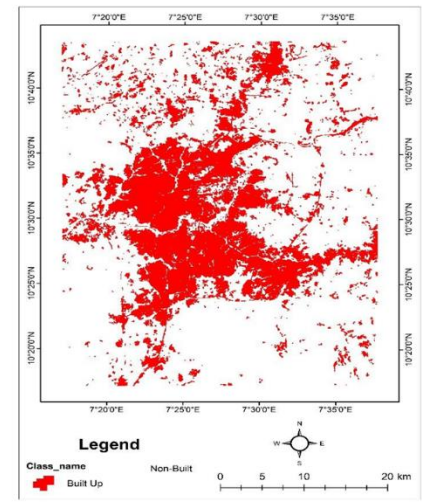 7°20'0"E 7°25'0"E 7°30'0"E 7°35'0"E
10°40'0"N 10°40'0"N
10°35'0"N 10°35'0"N
10°30'0"N 10°30'0"N
10°25'0"N 10°25'0"N
10°20'0"N 10°20'0"N
7°20'0"E 7°25'0"E 7°30'0"E 7°35'0"E
N
W E
S
Legend
Class_name
Built Up
Non-Built
0 5 10 20 km